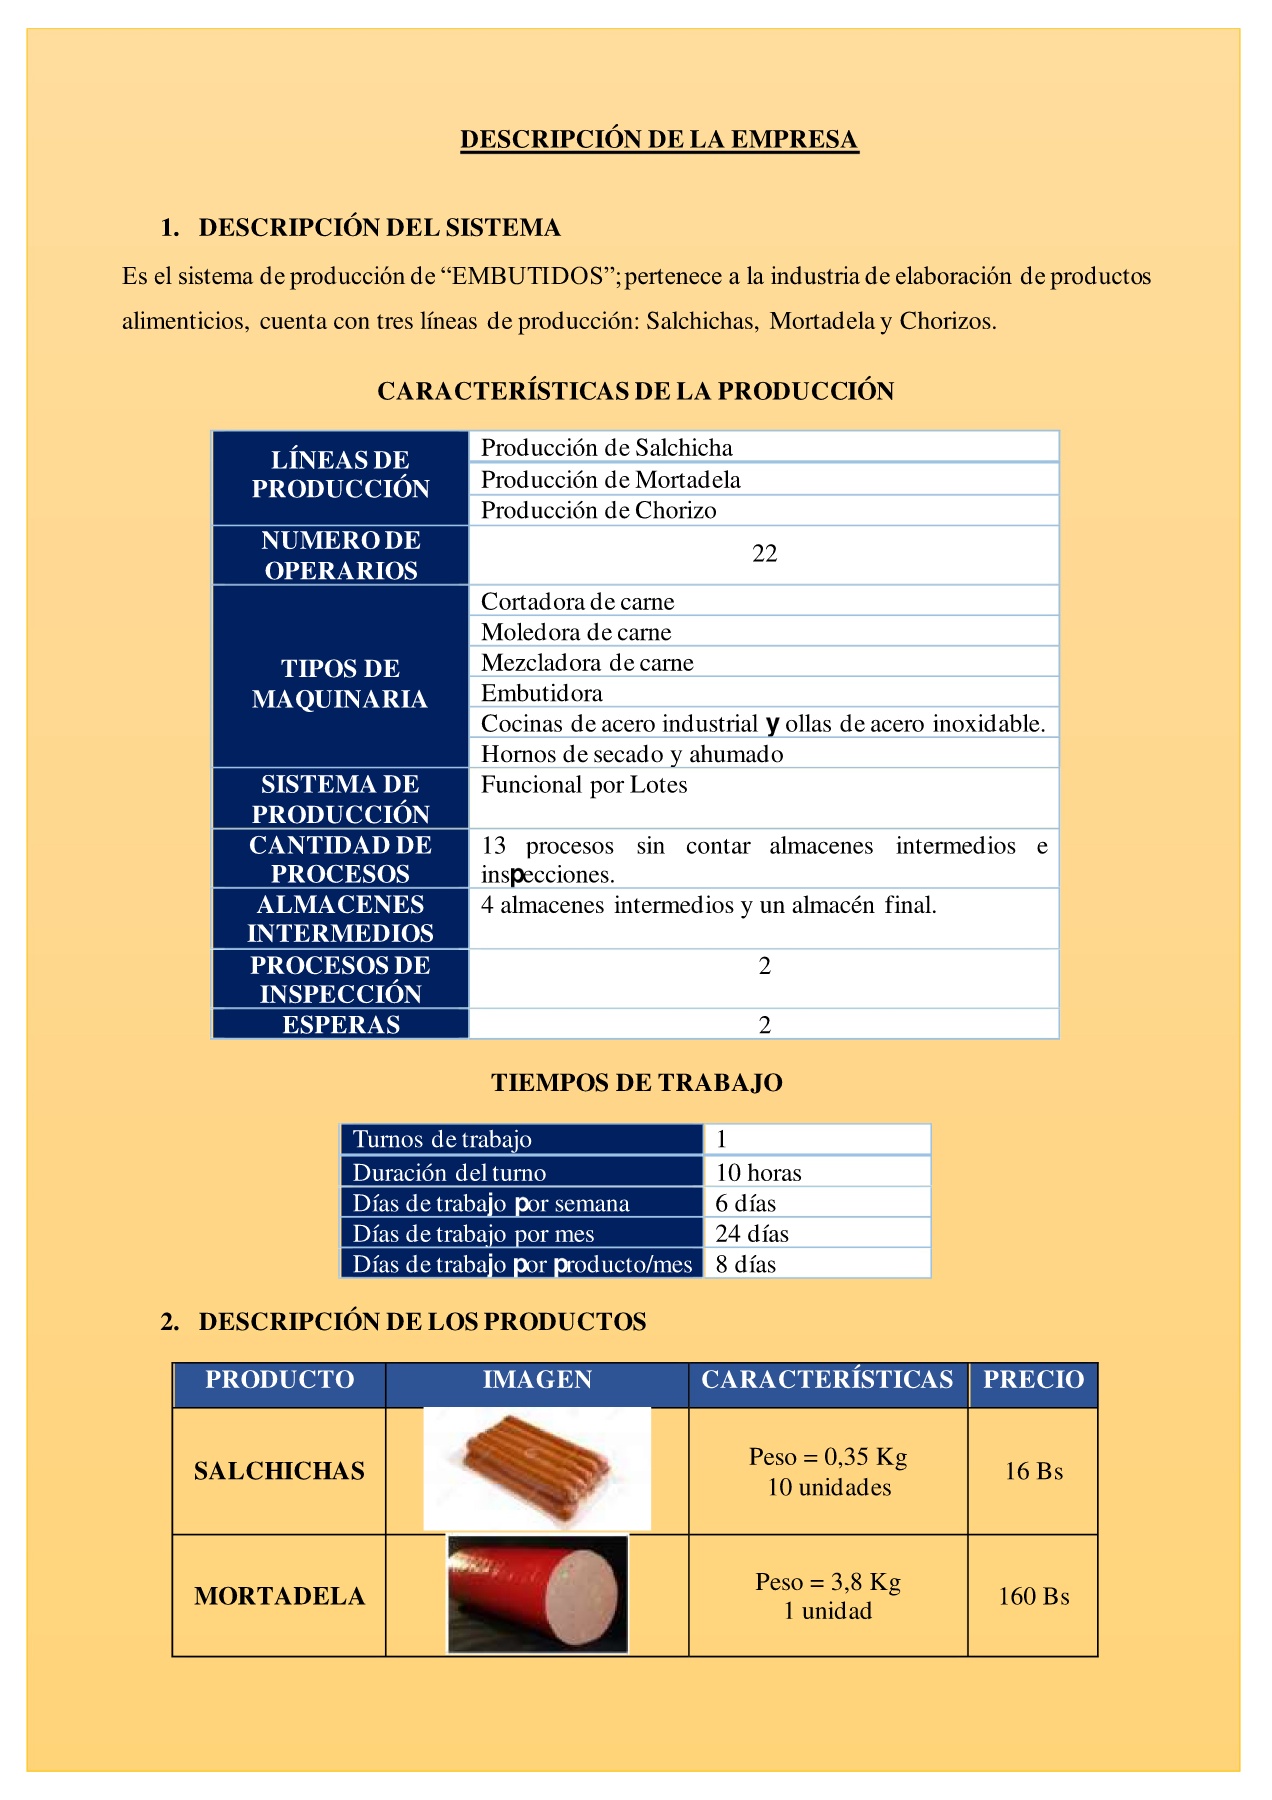 DESCRIPCIÓN DE LA EMPRESA
1. DESCRIPCIÓN DEL SISTEMA
Es el sistema de producción de “EMBUTIDOS”; pertenece a la industria de elaboración de productos
alimenticios, cuenta con tres líneas de producción: Salchichas, Mortadela y Chorizos.
CARACTERÍSTICAS DE LA PRODUCCIÓN
LÍNEAS DE
PRODUCCIÓN
Producción de Salchicha
Producción de Mortadela
Producción de Chorizo
NUMERO DE
OPERARIOS
22
TIPOS DE
MAQUINARIA
Cortadora de carne
Moledora de carne
Mezcladora de carne
Embutidora
Cocinas de acero industrial y ollas de acero inoxidable.
Hornos de secado y ahumado
SISTEMA DE
PRODUCCIÓN
Funcional por Lotes
CANTIDAD DE
PROCESOS
13 procesos sin contar almacenes intermedios e
inspecciones.
ALMACENES
INTERMEDIOS
4 almacenes intermedios y un almacén final.
PROCESOS DE
INSPECCIÓN
2
ESPERAS
2
TIEMPOS DE TRABAJO
Turnos de trabajo 1
Duración del turno 10 horas
Días de trabajo por semana 6 días
Días de trabajo por mes 24 días
Días de trabajo por producto/mes 8 días
2. DESCRIPCIÓN DE LOS PRODUCTOS
PRODUCTO IMAGEN CARACTERÍSTICAS PRECIO
SALCHICHAS
Peso = 0,35 Kg
10 unidades
16 Bs
MORTADELA
Peso = 3,8 Kg
1 unidad
160 Bs